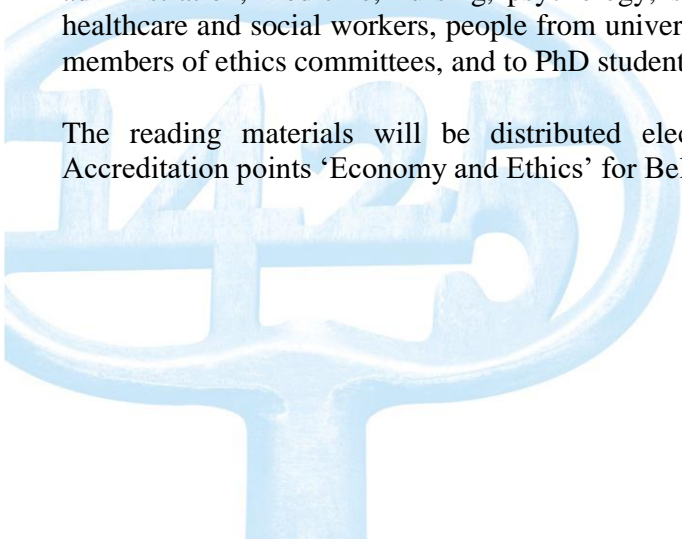 healthcare and social workers, people from univer
members of ethics committees, and to PhD student
The reading materials will be distributed elec
Accreditation points ‘Economy and Ethics’ for Bel
1425